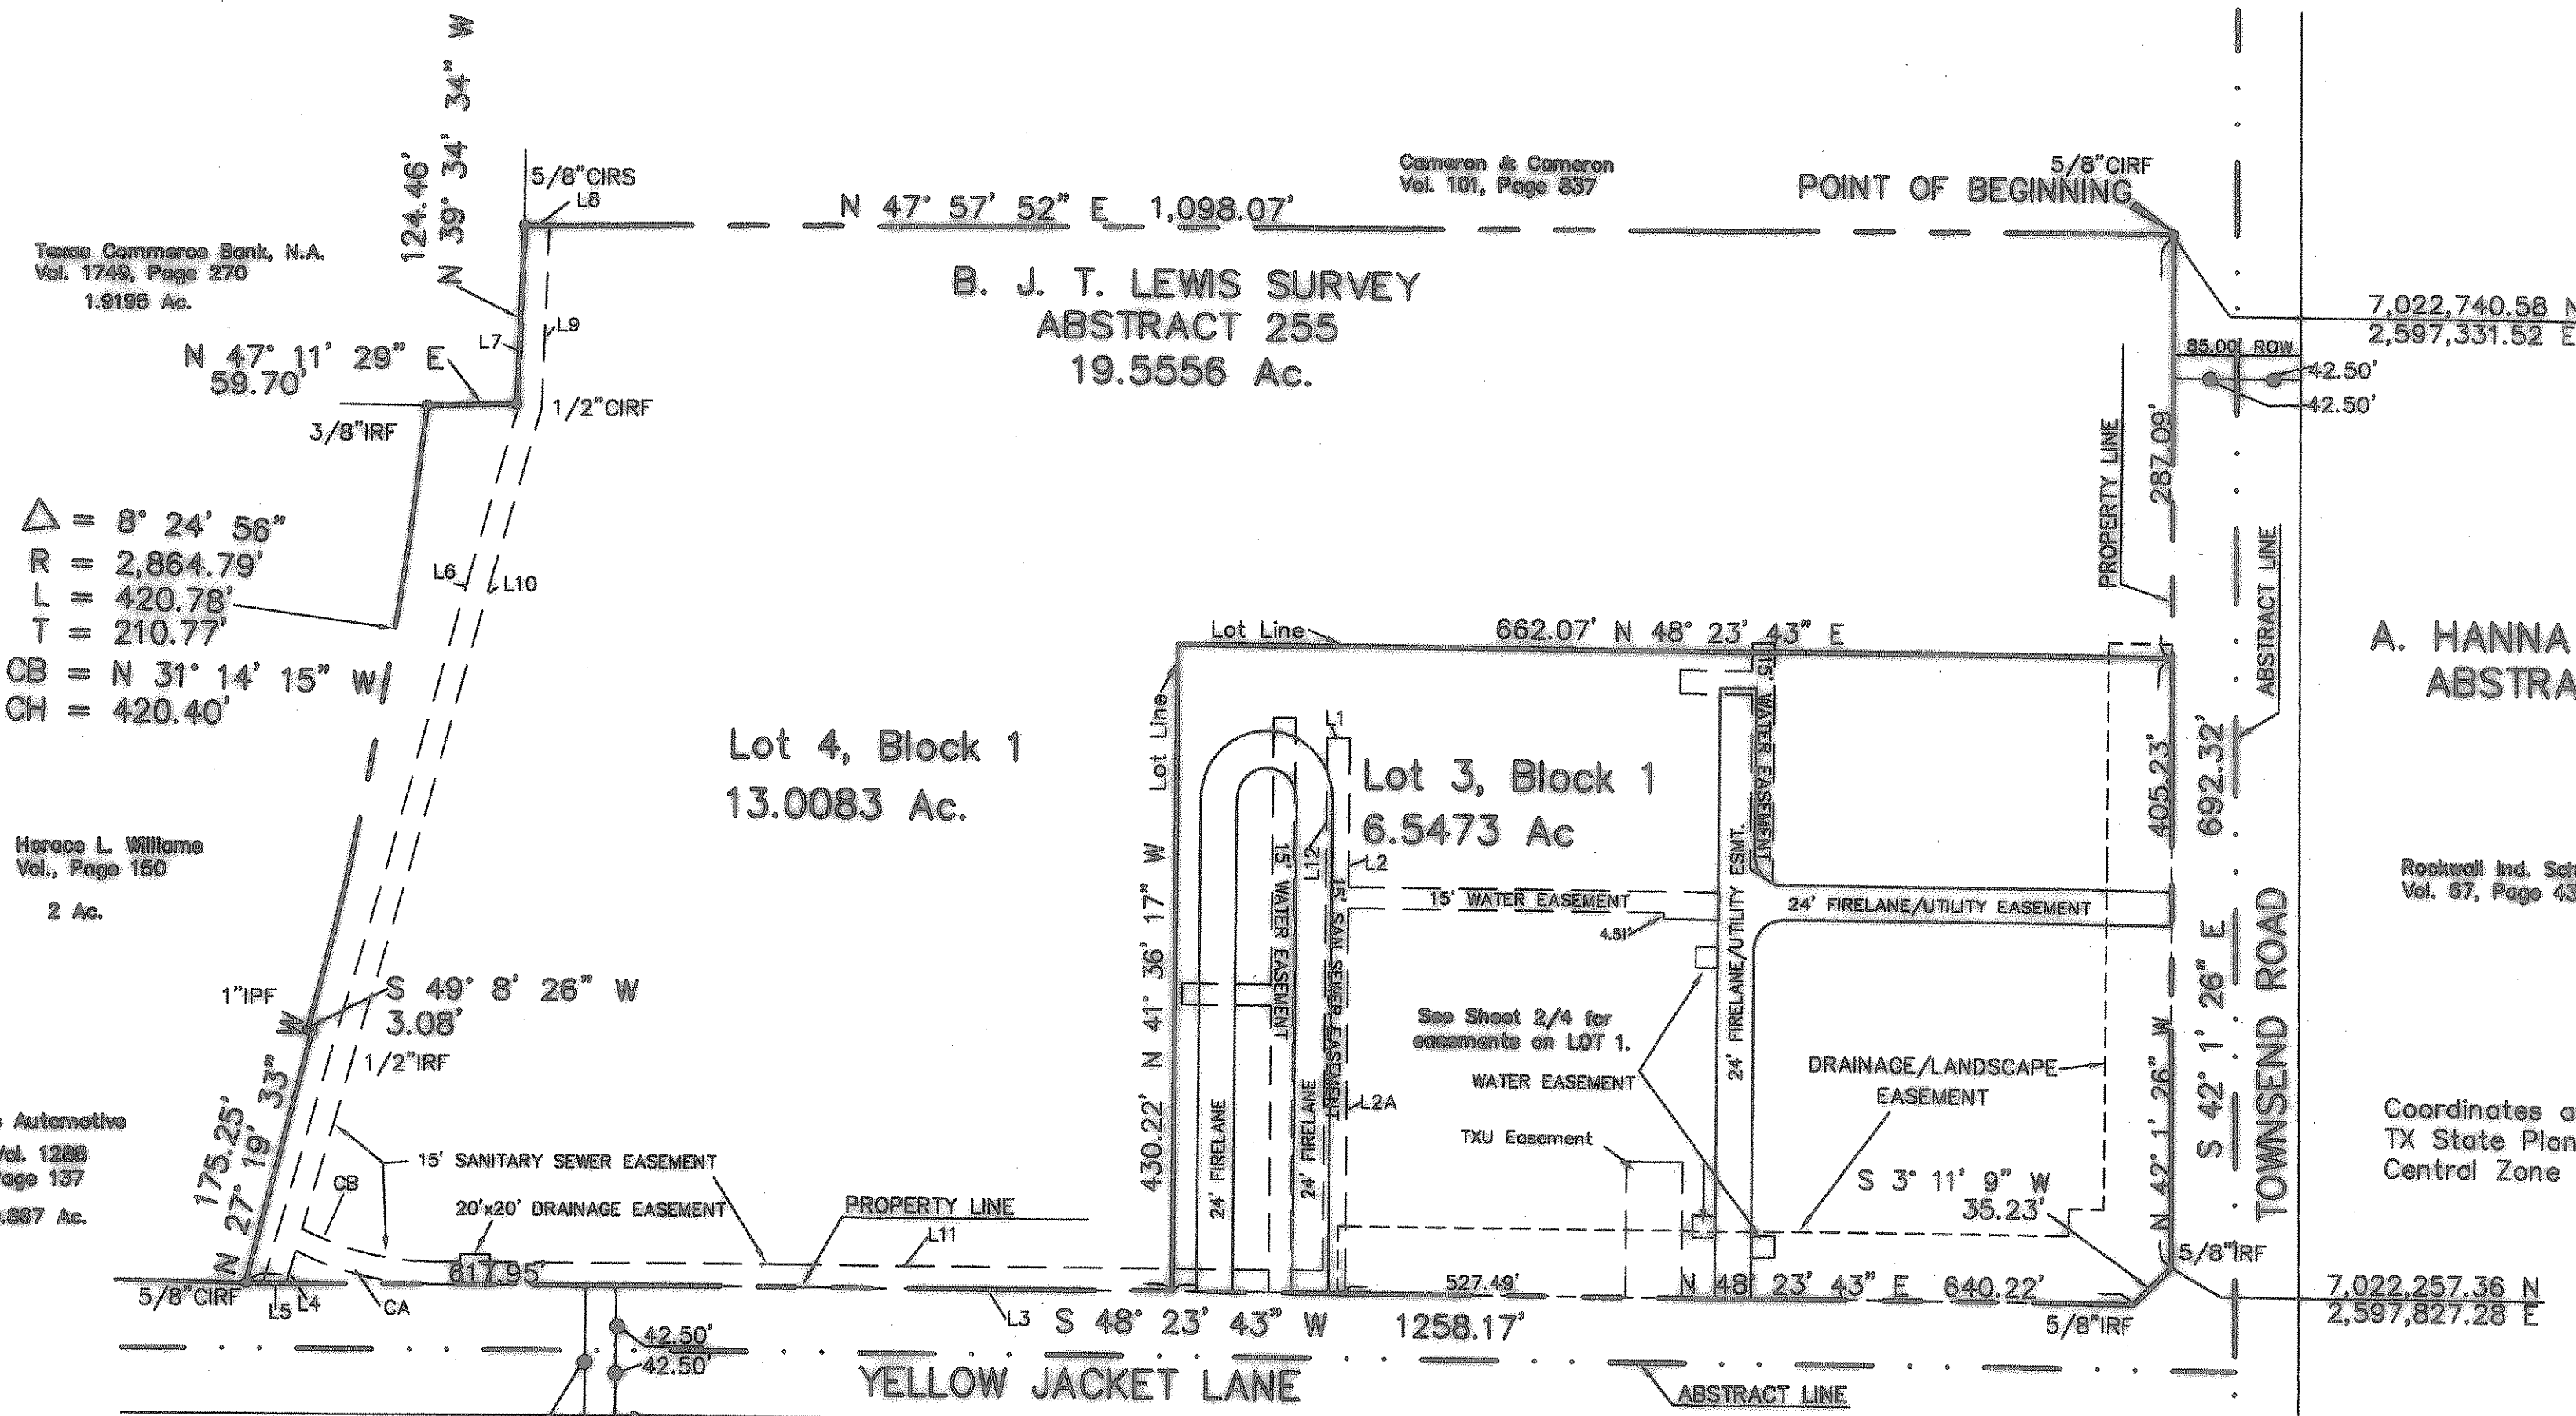 124.46'
N 39° 34' 34" W
5/8"CIRS
L8
N 47° 57' 52" E 1,098.07'
Cameron & Cameron
Vol. 101, Page 837
5/8"CIRF
POINT OF BEGINNING
Texas Commerce Bank, N.A.
Vol. 1749, Page 270
1.9195 Ac.
B. J. T. LEWIS SURVEY
ABSTRACT 255
19.5556 Ac.
7,022,740.58 N
2,597,331.52 E
85.00' ROW
42.50'
42.50'
L7
L9
N 47° 11' 29" E
59.70'
1/2"CIRF
3/8"IRF
PROPERTY LINE
287.09'
ABSTRACT LINE
△ = 8° 24' 56"
R = 2,864.79'
L = 420.78'
T = 210.77'
CB = N 31° 14' 15" W
CH = 420.40'
L6
L10
Lot Line
662.07' N 48° 23' 43" E
A. HANNA
ABSTRA
Lot Line
15' WATER EASEMENT
Lot 4, Block 1
13.0083 Ac.
L1
Lot 3, Block 1
6.5473 Ac
405.23'
692.32'
Horace L. Williams
Vol., Page 150
2 Ac.
L12
L2
15' WATER EASEMENT
15' SAN SEWER EASEMENT
15' WATER EASEMENT
4.51'
24' FIRELANE/UTILITY ESMT.
24' FIRELANE/UTILITY EASEMENT
Rockwall Ind. Sch
Vol. 67, Page 43
430.22' N 41° 36' 17" W
1"IPF
S 49° 8' 26" W
3.08'
1/2"IRF
See Sheet 2/4 for
easements on LOT 1.
WATER EASEMENT
DRAINAGE/LANDSCAPE
EASEMENT
N 42° 1' 26" W
S 42° 1' 26" E
TOWNSEND ROAD
L2A
TXU Easement
24' FIRELANE
24' FIRELANE
Automotive
Vol. 1288
Page 137
.667 Ac.
175.25'
N 27° 19' 33" W
15' SANITARY SEWER EASEMENT
CB
20'x20' DRAINAGE EASEMENT
PROPERTY LINE
L11
S 3° 11' 9" W
35.23'
Coordinates a
TX State Plan
Central Zone
5/8"IRF
617.95'
5/8"CIRF
L5
L4
CA
L3
527.49'
N 48° 23' 43" E 640.22'
S 48° 23' 43" W 1258.17'
5/8"IRF
7,022,257.36 N
2,597,827.28 E
42.50'
42.50'
YELLOW JACKET LANE
ABSTRACT LINE